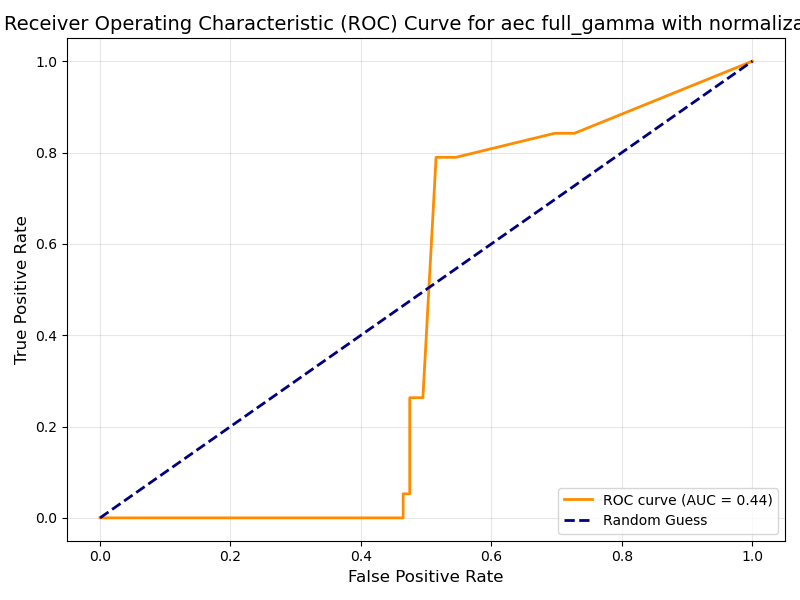 Receiver Operating Characteristic (ROC) Curve for aec full_gamma with normaliza
1.0
0.8
0.6
0.4
0.2
0.0
True Positive Rate
0.0 0.2 0.4 0.6 0.8 1.0
False Positive Rate
ROC curve (AUC = 0.44)
Random Guess